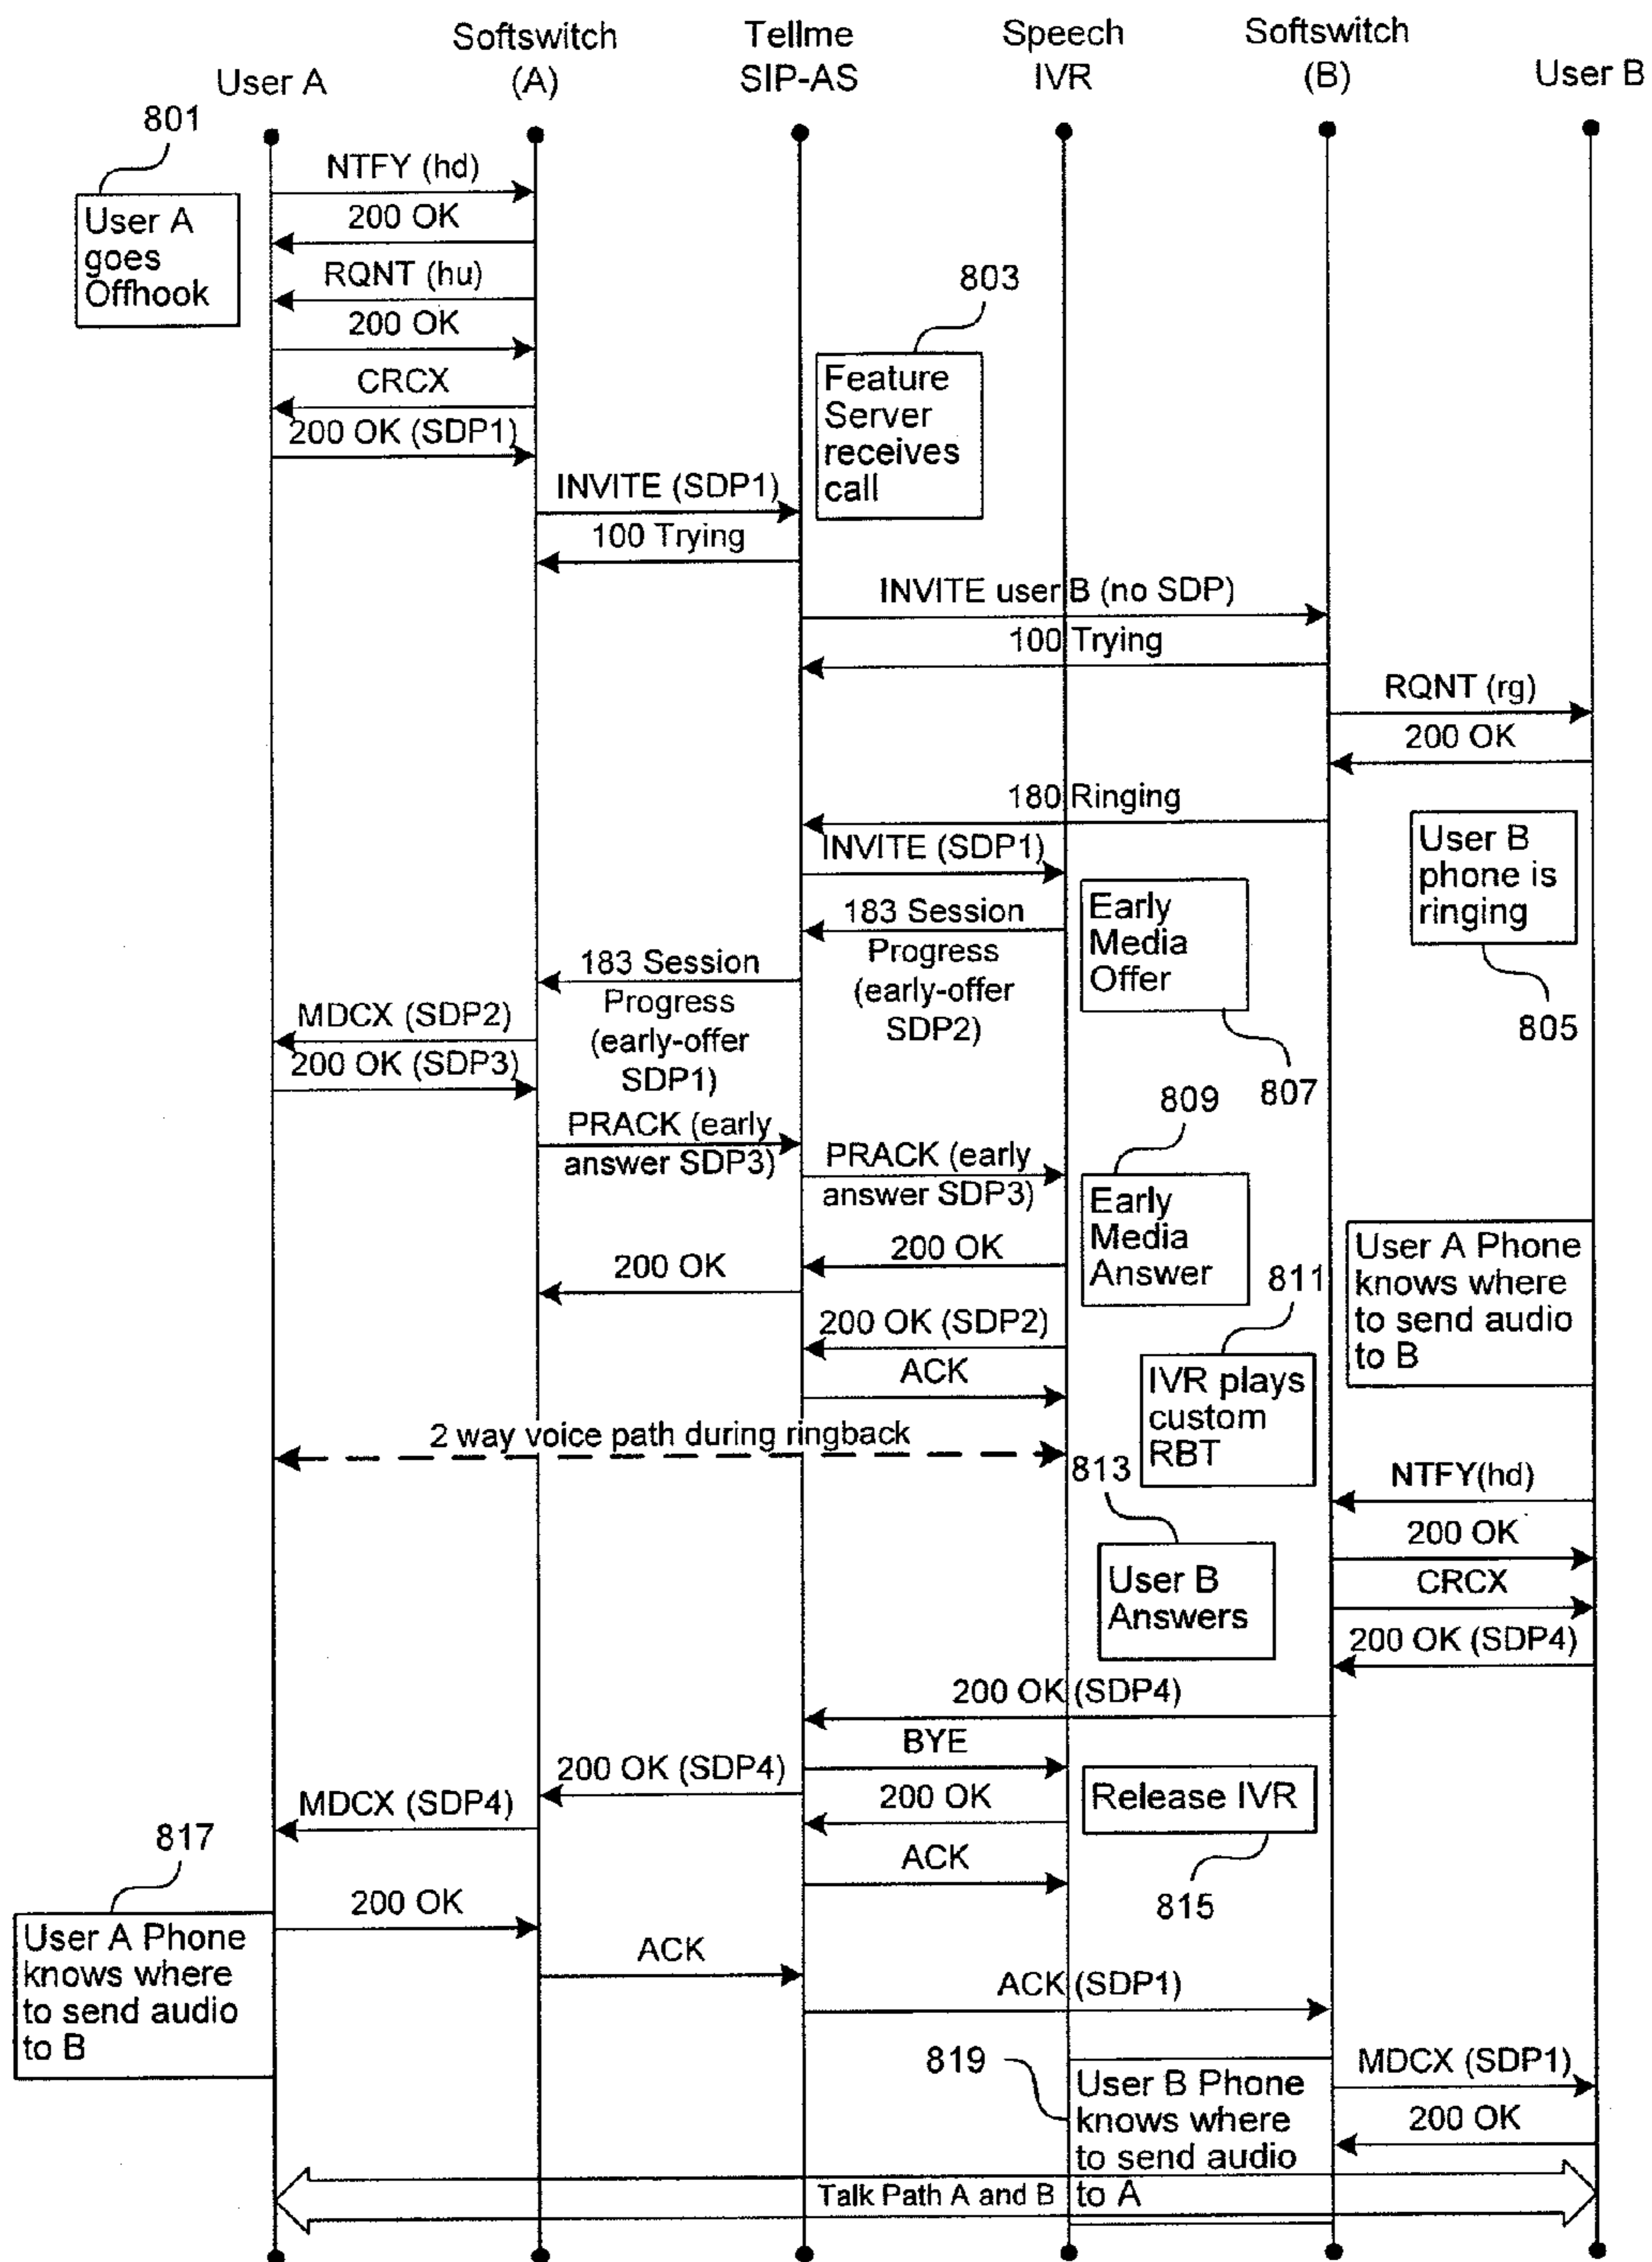 Softswitch
(A)
Tellme
SIP-AS
Speech
IVR
Softswitch
(B)
User A
User B
801
NTFY (hd)
User A
goes
Offhook
200 OK
RQNT (hu)
200 OK
803
CRCX
Feature
Server
receives
call
200 OK (SDP1)
INVITE (SDP1)
100 Trying
INVITE user B (no SDP)
100 Trying
RQNT (rg)
200 OK
180 Ringing
User B
phone is
ringing
805
INVITE (SDP1)
Early
Media
Offer
807
183 Session
Progress
(early-offer
SDP2)
183 Session
Progress
(early-offer
SDP1)
MDCX (SDP2)
200 OK (SDP3)
809
PRACK (early
answer SDP3)
PRACK (early
answer SDP3)
Early
Media
Answer
User A Phone
knows where
to send audio
to B
200 OK
200 OK
811
200 OK (SDP2)
IVR plays
custom
RBT
ACK
2 way voice path during ringback
813
NTFY(hd)
200 OK
User B
Answers
CRCX
200 OK (SDP4)
200 OK (SDP4)
BYE
200 OK (SDP4)
Release IVR
MDCX (SDP4)
200 OK
817
ACK
815
200 OK
User A Phone
knows where
to send audio
to B
ACK
ACK (SDP1)
819
User B Phone
knows where
to send audio
to A
MDCX (SDP1)
200 OK
Talk Path A and B